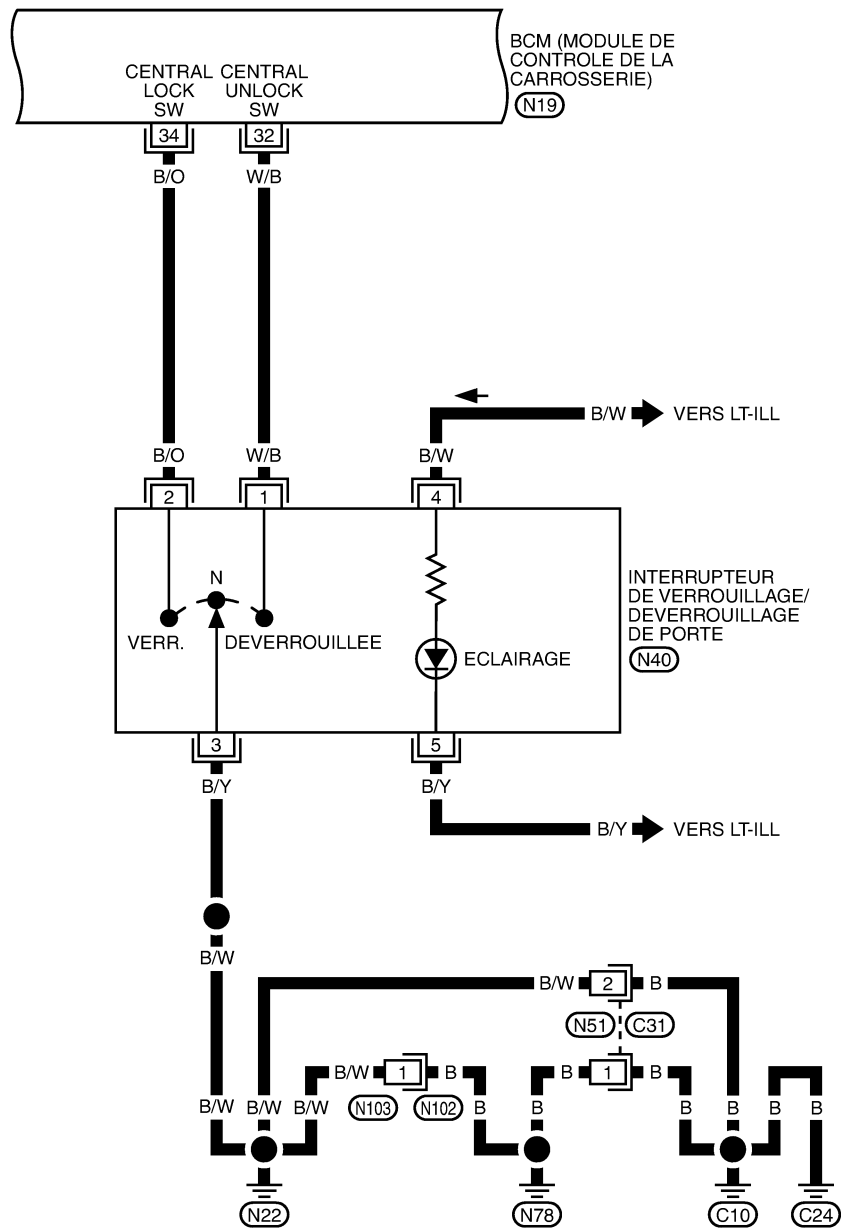 BCM (MODULE DE
CONTROLE DE LA
CARROSSERIE)
N19
CENTRAL
LOCK
SW
CENTRAL
UNLOCK
SW
34
32
B/O
W/B
B/W
VERS LT-ILL
B/O
W/B
B/W
2
1
4
N
VERR.
DEVERROUILLEE
ECLAIRAGE
INTERRUPTEUR
DE VERROUILLAGE/
DEVERROUILLAGE
DE PORTE
N40
3
5
B/Y
B/Y
B/Y
VERS LT-ILL
B/W
B/W
2
B
N51
C31
B/W
1
B
B
1
B
N103
N102
B/W
B/W
B/W
B
B
B
B
B
B
N22
N78
C10
C24